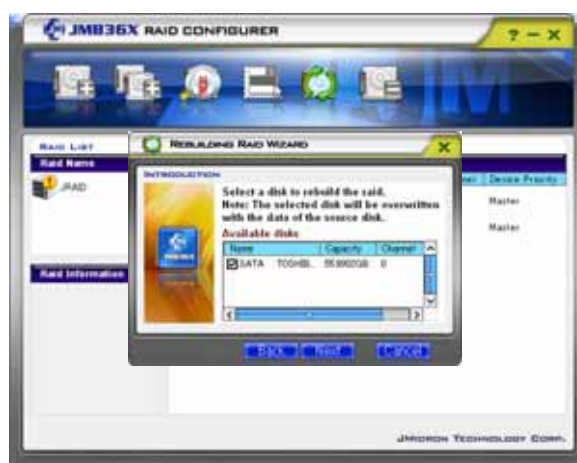 JMB36X RAID CONFIGURER
? - X
RAID LIST
Raid Name
JRAID
Device Priority
Master
Master
Raid Information
REBUILDING RAID WIZARD
X
INTRODUCTION
Select a disk to rebuild the raid.
Note: The selected disk will be overwritten
with the data of the source disk.
Available disks
Name Capacity Channel
SATA TOSHIB.. 0
Back Next Cancel
JMICRON TECHNOLOGY CORP.